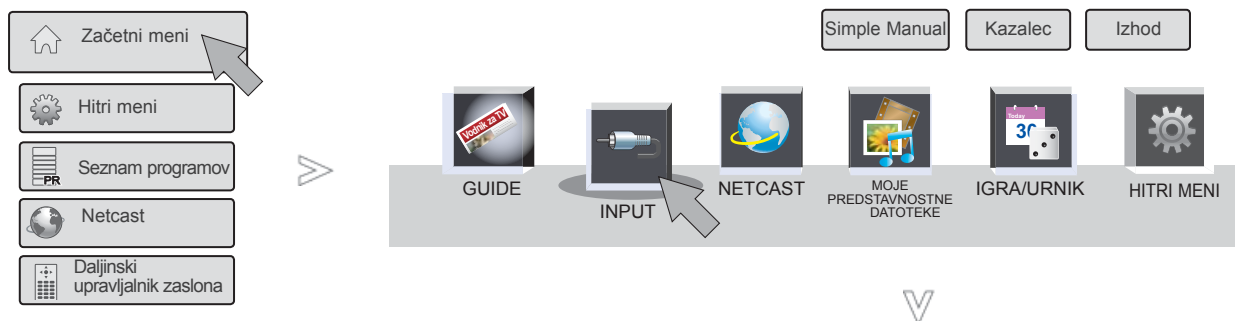 Začetni meni
Hitri meni
PR
Seznam programov
Netcast
Daljinski
upravljalnik zaslona
Simple Manual
Kazalec
Izhod
Vodnik za TV
GUIDE
INPUT
NETCAST
MOJE
PREDSTAVNOSTNE
DATOTEKE
Today
30
IGRA/URNIK
HITRI MENI